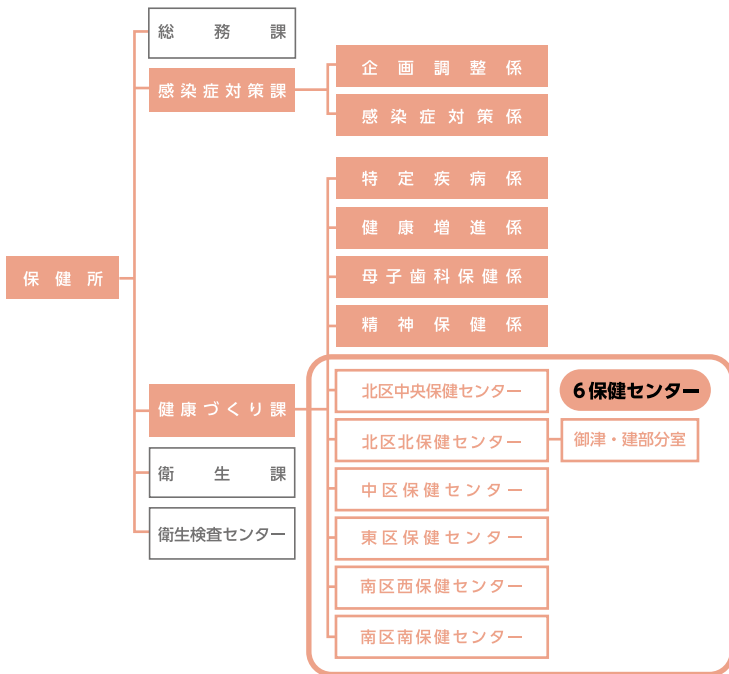 保健所
総務課
感染症対策課
企画調整係
感染症対策係
健康づくり課
特定疾病係
健康増進係
母子歯科保健係
精神保健係
6保健センター
北区中央保健センター
北区北保健センター
御津・建部分室
中区保健センター
東区保健センター
南区西保健センター
南区南保健センター
衛生課
衛生検査センター